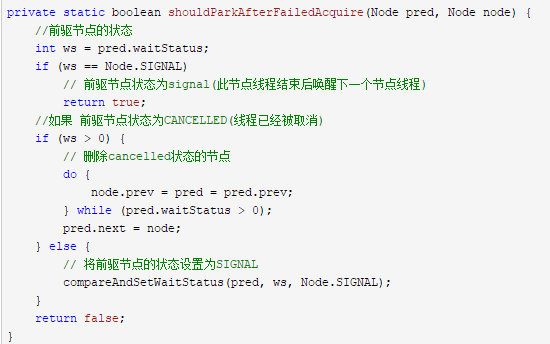 private static boolean shouldParkAfterFailedAcquire(Node pred, Node node) {
    //前驱节点的状态
    int ws = pred.waitStatus;
    if (ws == Node.SIGNAL)
        // 前驱节点状态为signal(此节点线程结束后唤醒下一个节点线程)
        return true;
    //如果 前驱节点状态为CANCELLED(线程已经被取消)
    if (ws > 0) {
        // 删除cancelled状态的节点
        do {
            node.prev = pred = pred.prev;
        } while (pred.waitStatus > 0);
        pred.next = node;
    } else {
        // 将前驱节点的状态设置为SIGNAL
        compareAndSetWaitStatus(pred, ws, Node.SIGNAL);
    }
    return false;
}